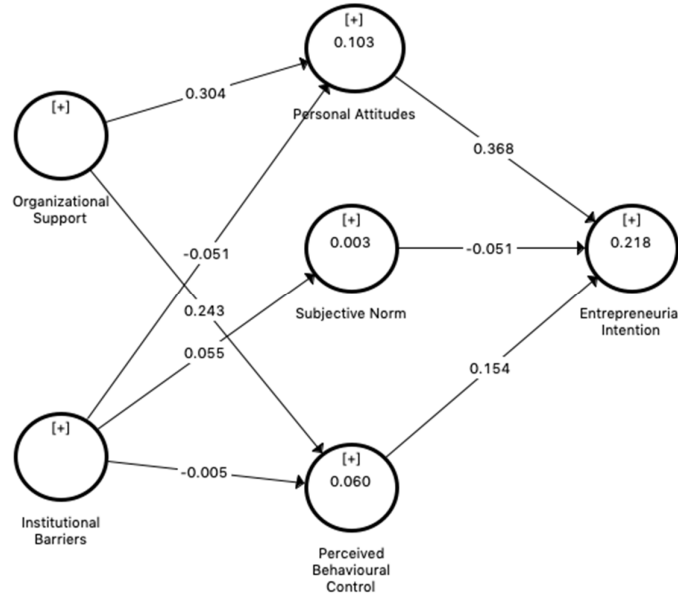 [+]
0.103
Personal Attitudes
0.304
[+]
Organizational
Support
0.368
[+]
0.003
Subjective Norm
-0.051
-0.051
[+]
0.218
Entrepreneuria
Intention
0.243
0.055
0.154
[+]
Institutional
Barriers
-0.005
[+]
0.060
Perceived
Behavioural
Control